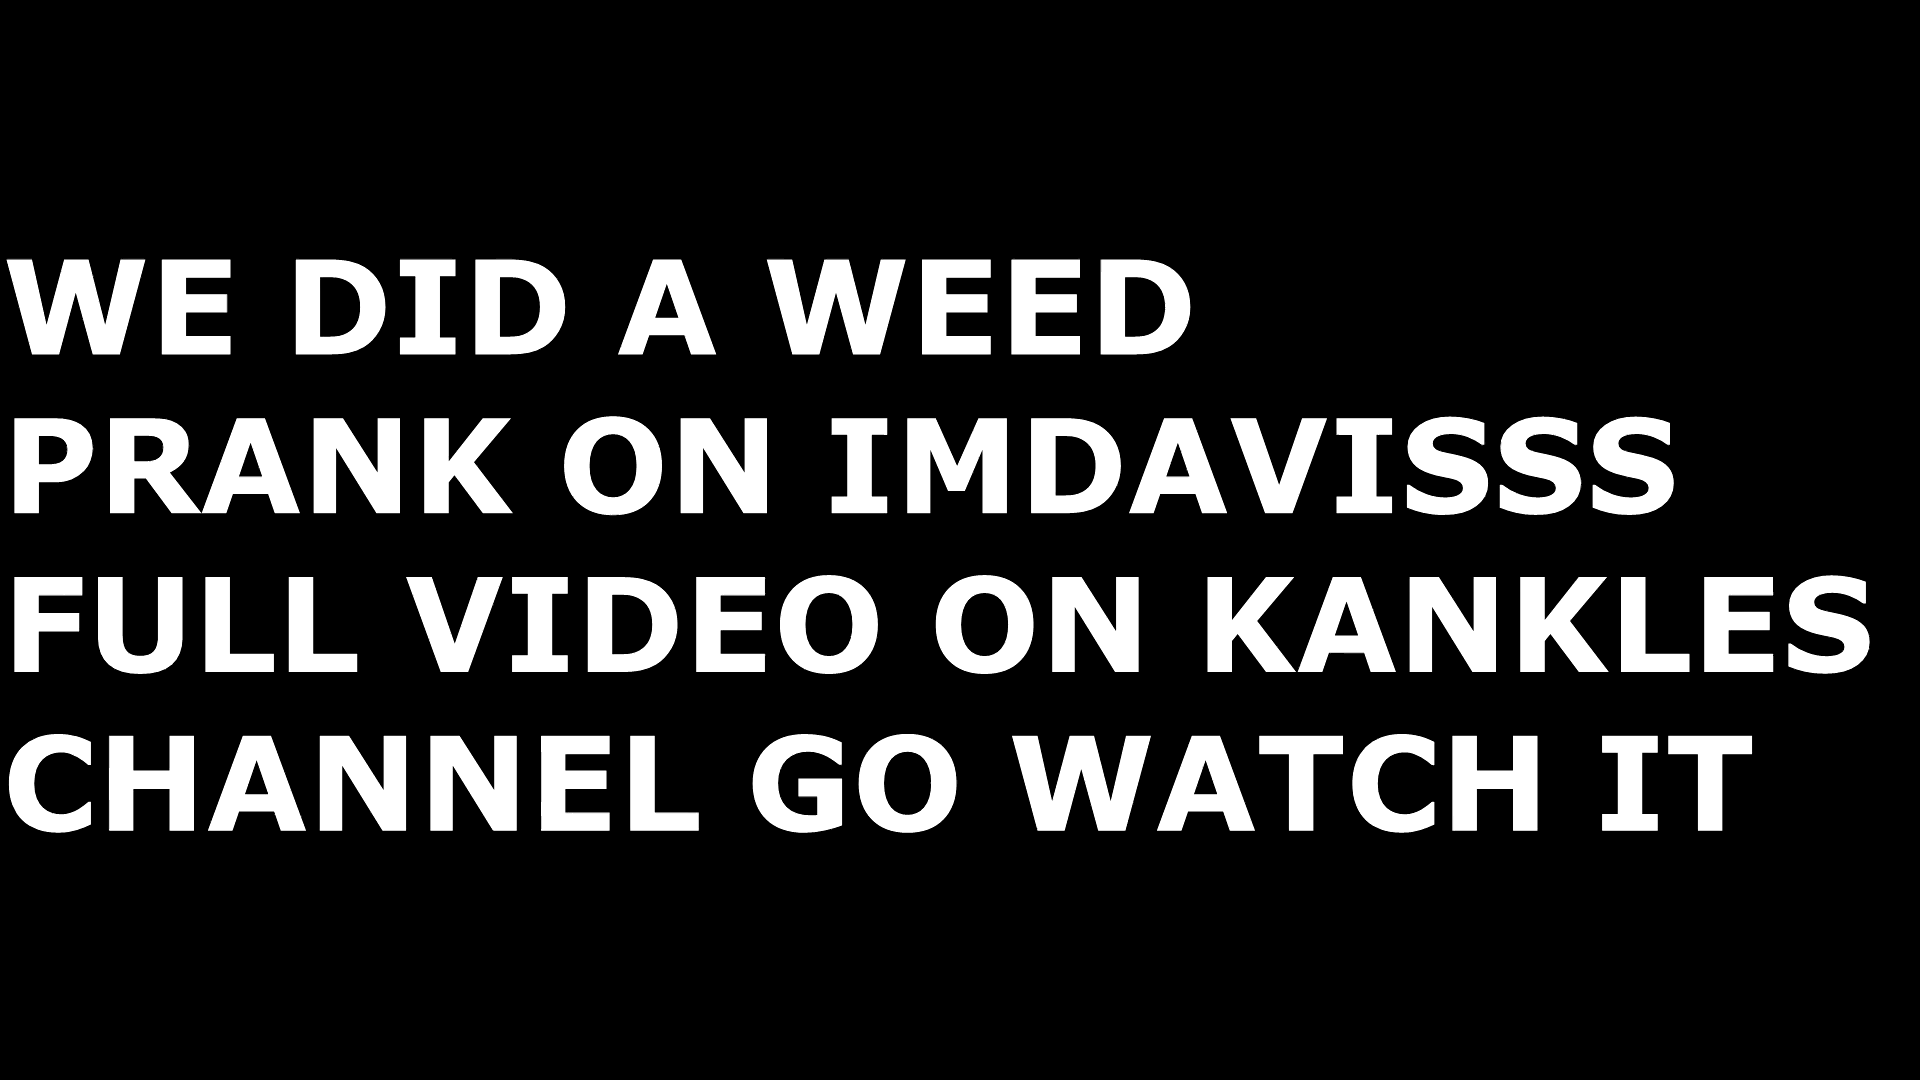 WE DID A WEED
PRANK ON IMDAVISSS
FULL VIDEO ON KANKLES
CHANNEL GO WATCH IT